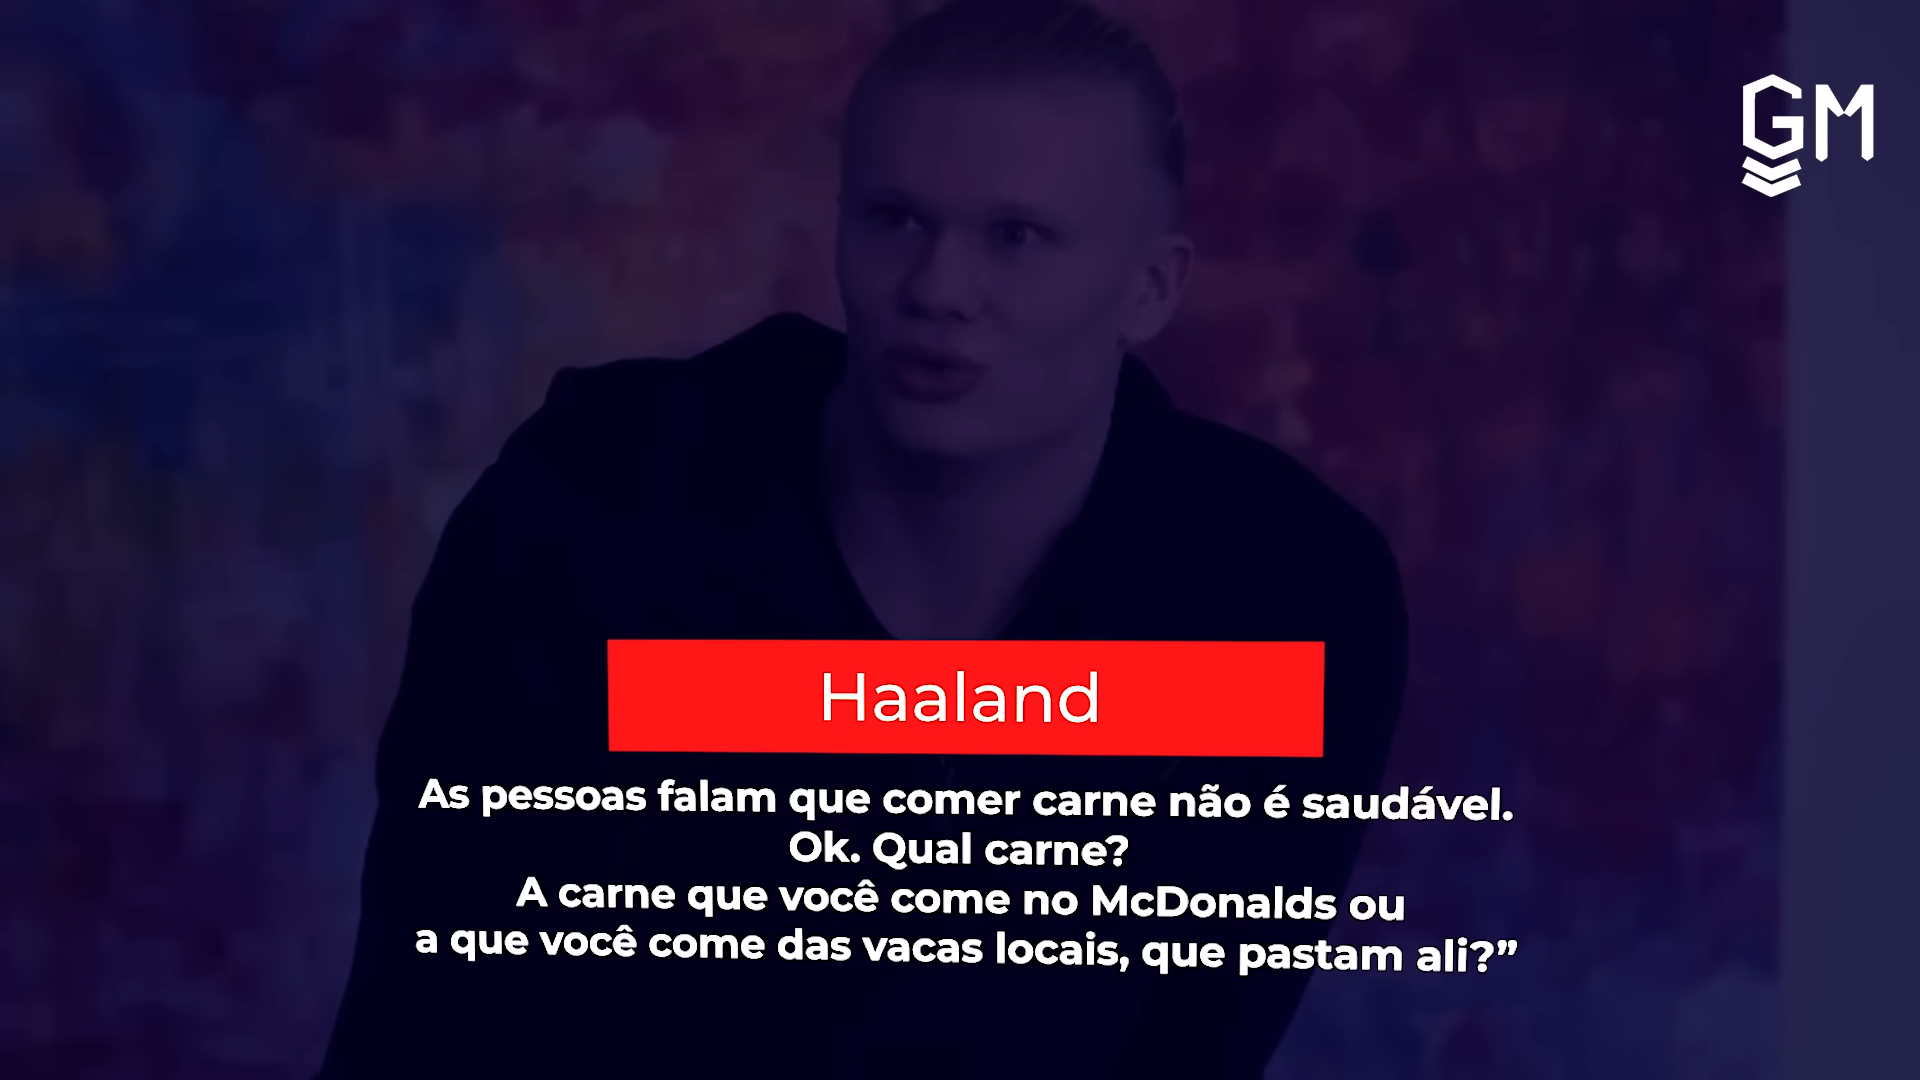 GM
Haaland
As pessoas falam que comer carne não é saudável.
Ok. Qual carne?
A carne que você come no McDonalds ou
a que você come das vacas locais, que pastam ali?”